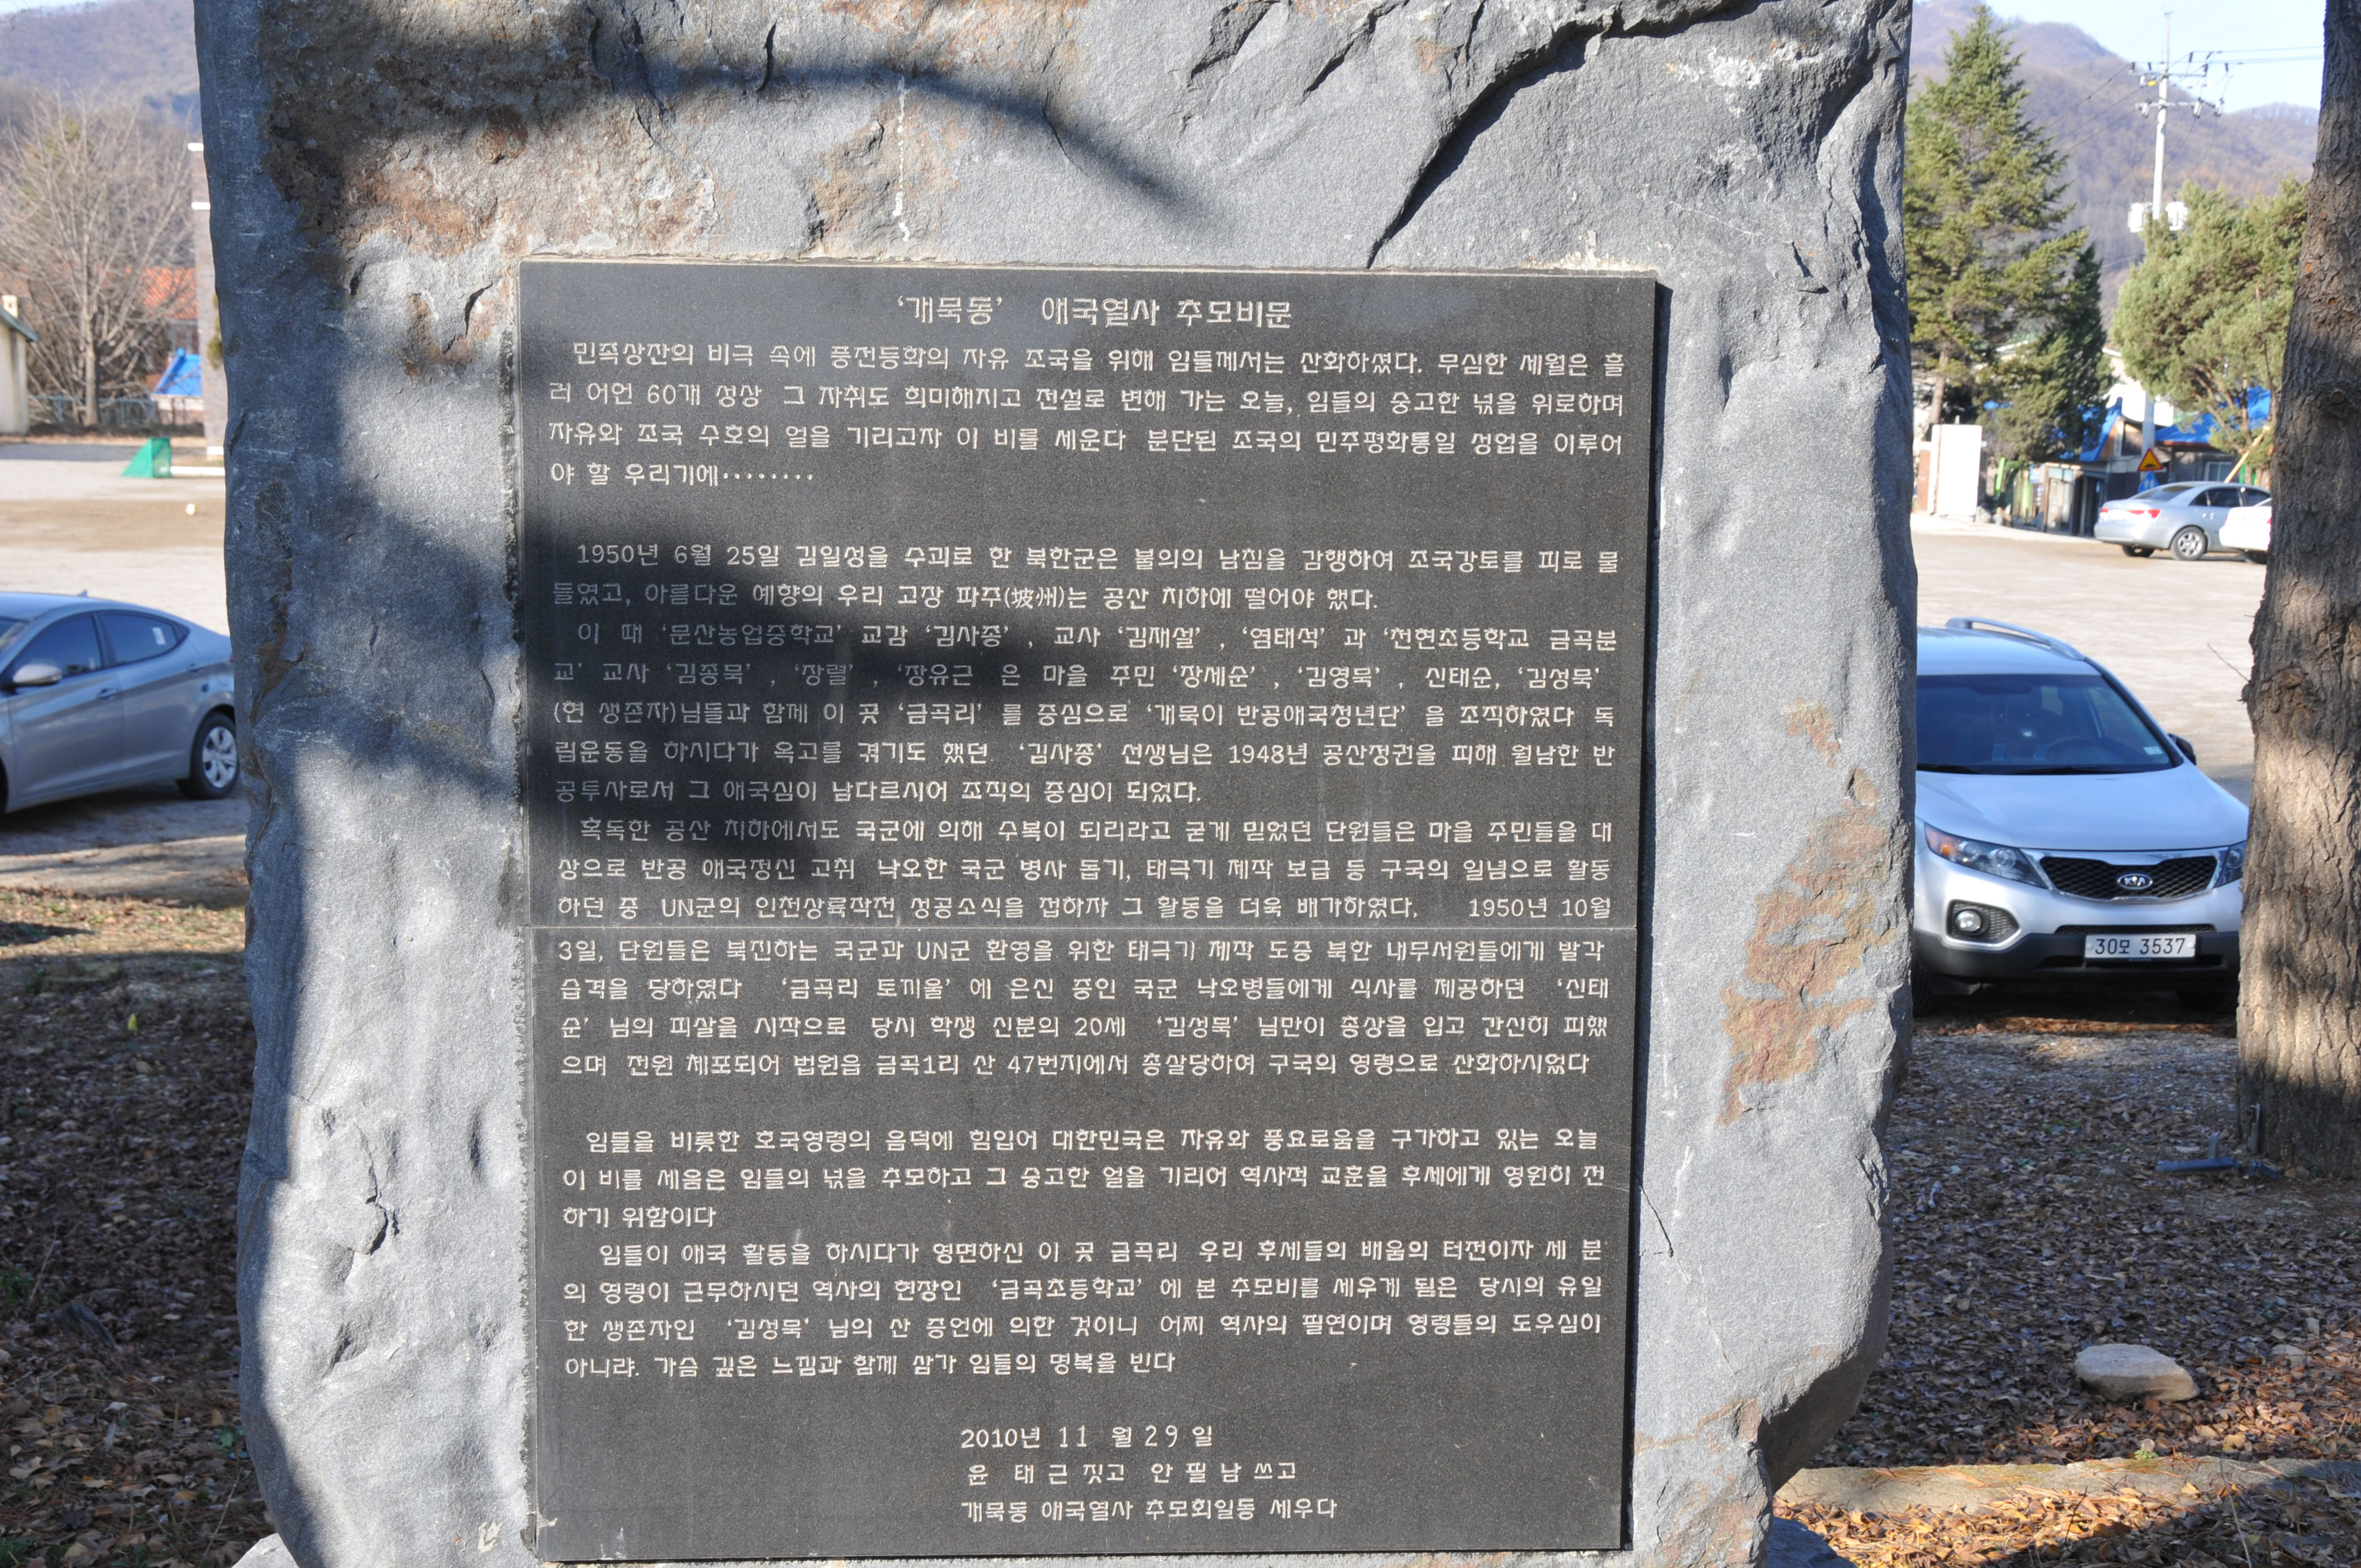 ‘개묵동’ 애국열사 추모비문
민족상잔의 비극 속에 풍전등화의 자유 조국을 위해 임들께서는 산화하셨다. 무심한 세월은 흘
러 어언 60개 성상 그 자취도 희미해지고 전설로 변해 가는 오늘, 임들의 숭고한 넋을 위로하며
자유와 조국 수호의 얼을 기리고자 이 비를 세운다 분단된 조국의 민주평화통일 성업을 이루어
야 할 우리기에········
1950년 6월 25일 김일성을 수괴로 한 북한군은 불의의 남침을 감행하여 조국강토를 피로 물
들였고, 아름다운 예향의 우리 고장 파주(坡州)는 공산 치하에 떨어야 했다.
이 때 ‘문산농업중학교’ 교감 ‘김사종’ , 교사 ‘김재설’ , ‘염태석’ 과 ‘천현초등학교 금곡분
교’ 교사 ‘김종묵’ , ‘장렬’ , ‘장유근 은 마을 주민 ‘장세순’ , ‘김영묵’ , 신태순, ‘김성묵’
(현 생존자)님들과 함께 이 곳 ‘금곡리’ 를 중심으로 ‘개묵이 반공애국청년단’ 을 조직하였다 독
립운동을 하시다가 옥고를 겪기도 했던 ‘김사종’ 선생님은 1948년 공산정권을 피해 월남한 반
공투사로서 그 애국심이 남다르시어 조직의 중심이 되었다.
혹독한 공산 치하에서도 국군에 의해 수복이 되리라고 굳게 믿었던 단원들은 마을 주민들을 대
상으로 반공 애국정신 고취 낙오한 국군 병사 돕기, 태극기 제작 보급 등 구국의 일념으로 활동
하던 중 UN군의 인천상륙작전 성공소식을 접하자 그 활동을 더욱 배가하였다. 1950년 10월
3일, 단원들은 북진하는 국군과 UN군 환영을 위한 태극기 제작 도중 북한 내무서원들에게 발각
습격을 당하였다 ‘금곡리 토끼울’ 에 은신 중인 국군 낙오병들에게 식사를 제공하던 ‘신태
순’ 님의 피살을 시작으로 당시 학생 신분의 20세 ‘김성묵’ 님만이 총상을 입고 간신히 피했
으며 전원 체포되어 법원읍 금곡1리 산 47번지에서 총살당하여 구국의 영령으로 산화하시었다
임들을 비롯한 호국영령의 음덕에 힘입어 대한민국은 자유와 풍요로움을 구가하고 있는 오늘
이 비를 세움은 임들의 넋을 추모하고 그 숭고한 얼을 기리어 역사적 교훈을 후세에게 영원히 전
하기 위함이다
임들이 애국 활동을 하시다가 영면하신 이 곳 금곡리 우리 후세들의 배움의 터전이자 세 분
의 영령이 근무하시던 역사의 현장인 ‘금곡초등학교’ 에 본 추모비를 세우게 됨은 당시의 유일
한 생존자인 ‘김성묵’ 님의 산 증언에 의한 것이니 어찌 역사의 필연이며 영령들의 도우심이
아니랴. 가슴 깊은 느낌과 함께 삼가 임들의 명복을 빈다
2010년 11 월 29 일
윤 태 근 짓고 안 필 남 쓰고
개묵동 애국열사 추모회일동 세우다
KIA
30모 3537